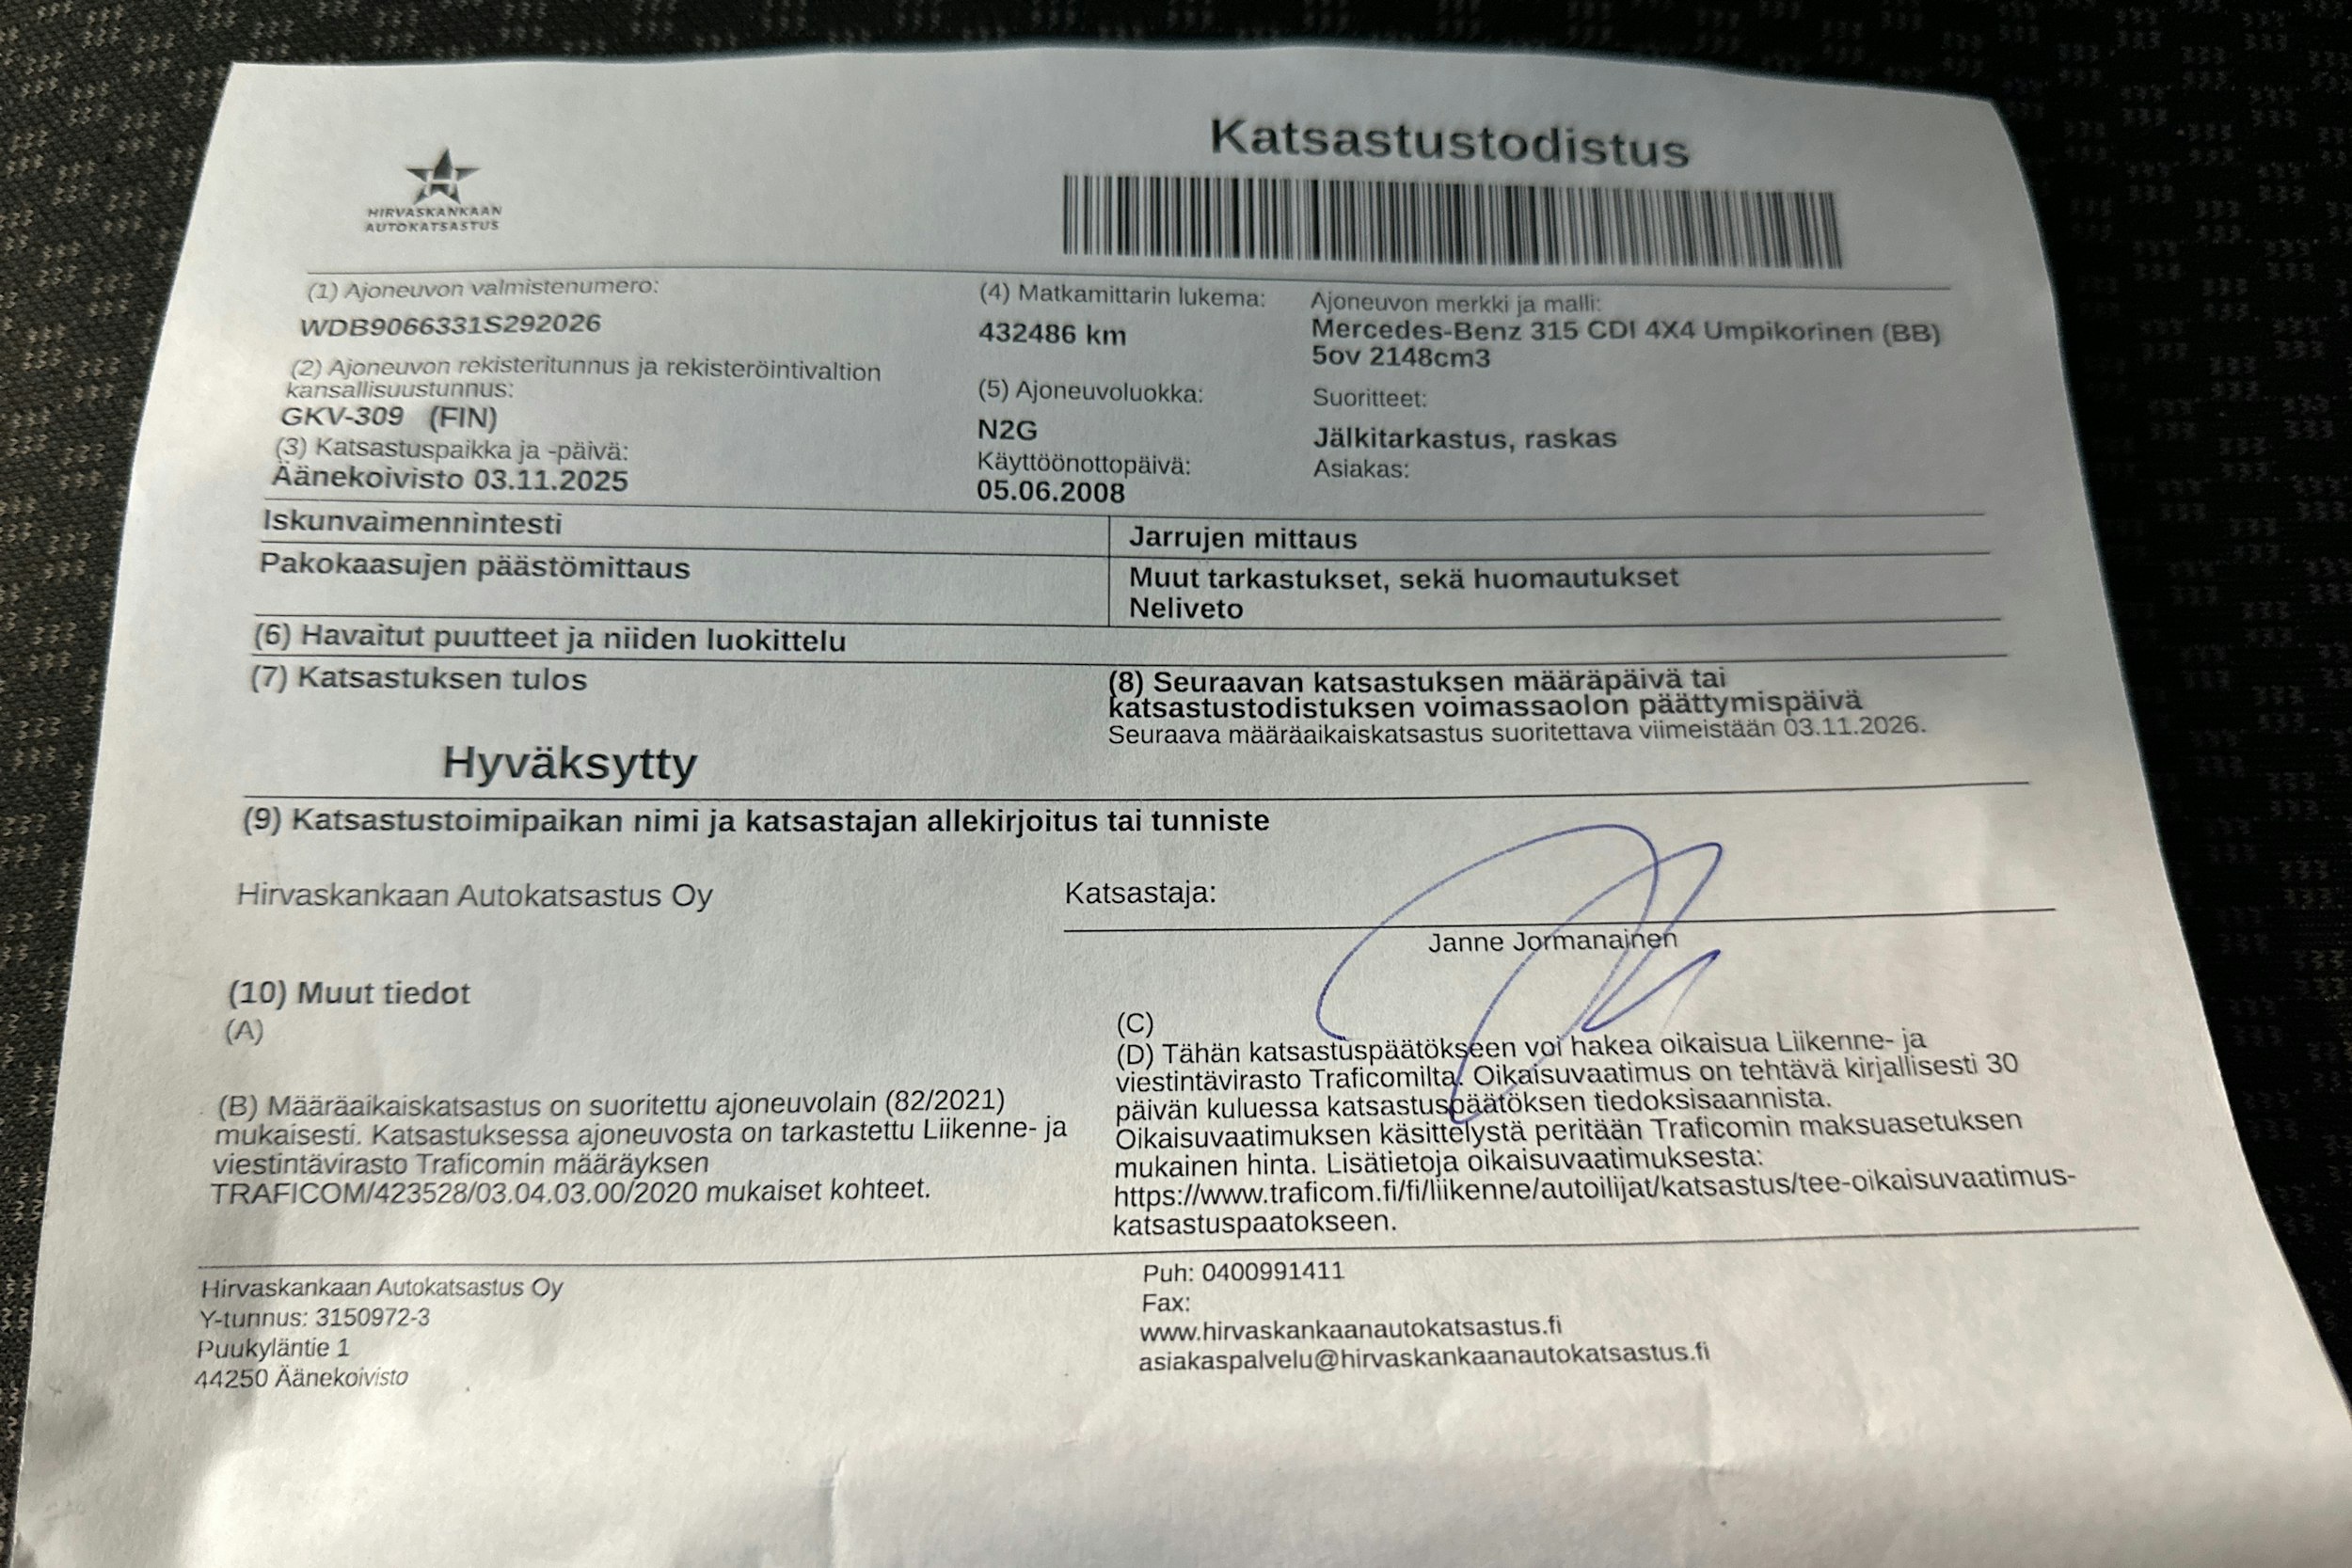 Katsastustodistus
HIRVASKANKAAN
AUTOKATSASTUS
(1) Ajoneuvon valmistenumero:
WDB9066331S292026
(2) Ajoneuvon rekisteritunnus ja rekisteröintivaltion
kansallisuustunnus:
GKV-309 (FIN)
(3) Katsastuspaikka ja -päivä:
Äänekoivisto 03.11.2025
(4) Matkamittarin lukema:
432486 km
(5) Ajoneuvoluokka:
N2G
Käyttöönottopäivä:
05.06.2008
Ajoneuvon merkki ja malli:
Mercedes-Benz 315 CDI 4X4 Umpikorinen (BB)
5ov 2148cm3
Suoritteet:
Jälkitarkastus, raskas
Asiakas:
Iskunvaimennintesti
Jarrujen mittaus
Pakokaasujen päästömittaus
Muut tarkastukset, sekä huomautukset
Neliveto
(6) Havaitut puutteet ja niiden luokittelu
(7) Katsastuksen tulos
Hyväksytty
(8) Seuraavan katsastuksen määräpäivä tai
katsastustodistuksen voimassaolon päättymispäivä
Seuraava määräaikaiskatsastus suoritettava viimeistään 03.11.2026.
(9) Katsastustoimipaikan nimi ja katsastajan allekirjoitus tai tunniste
Hirvaskankaan Autokatsastus Oy
Katsastaja:
Janne Jormanainen
(10) Muut tiedot
(A)
(B) Määräaikaiskatsastus on suoritettu ajoneuvolain (82/2021)
mukaisesti. Katsastuksessa ajoneuvosta on tarkastettu Liikenne- ja
viestintävirasto Traficomin määräyksen
TRAFICOM/423528/03.04.03.00/2020 mukaiset kohteet.
(C)
(D) Tähän katsastuspäätökseen voi hakea oikaisua Liikenne- ja
viestintävirasto Traficomilta. Oikaisuvaatimus on tehtävä kirjallisesti 30
päivän kuluessa katsastuspäätöksen tiedoksisaannista.
Oikaisuvaatimuksen käsittelystä peritään Traficomin maksuasetuksen
mukainen hinta. Lisätietoja oikaisuvaatimuksesta:
https://www.traficom.fi/fi/liikenne/autoilijat/katsastus/tee-oikaisuvaatimus-
katsastuspaatokseen.
Hirvaskankaan Autokatsastus Oy
Y-tunnus: 3150972-3
Puukyläntie 1
44250 Äänekoivisto
Puh: 0400991411
Fax:
www.hirvaskankaanautokatsastus.fi
asiakaspalvelu@hirvaskankaanautokatsastus.fi